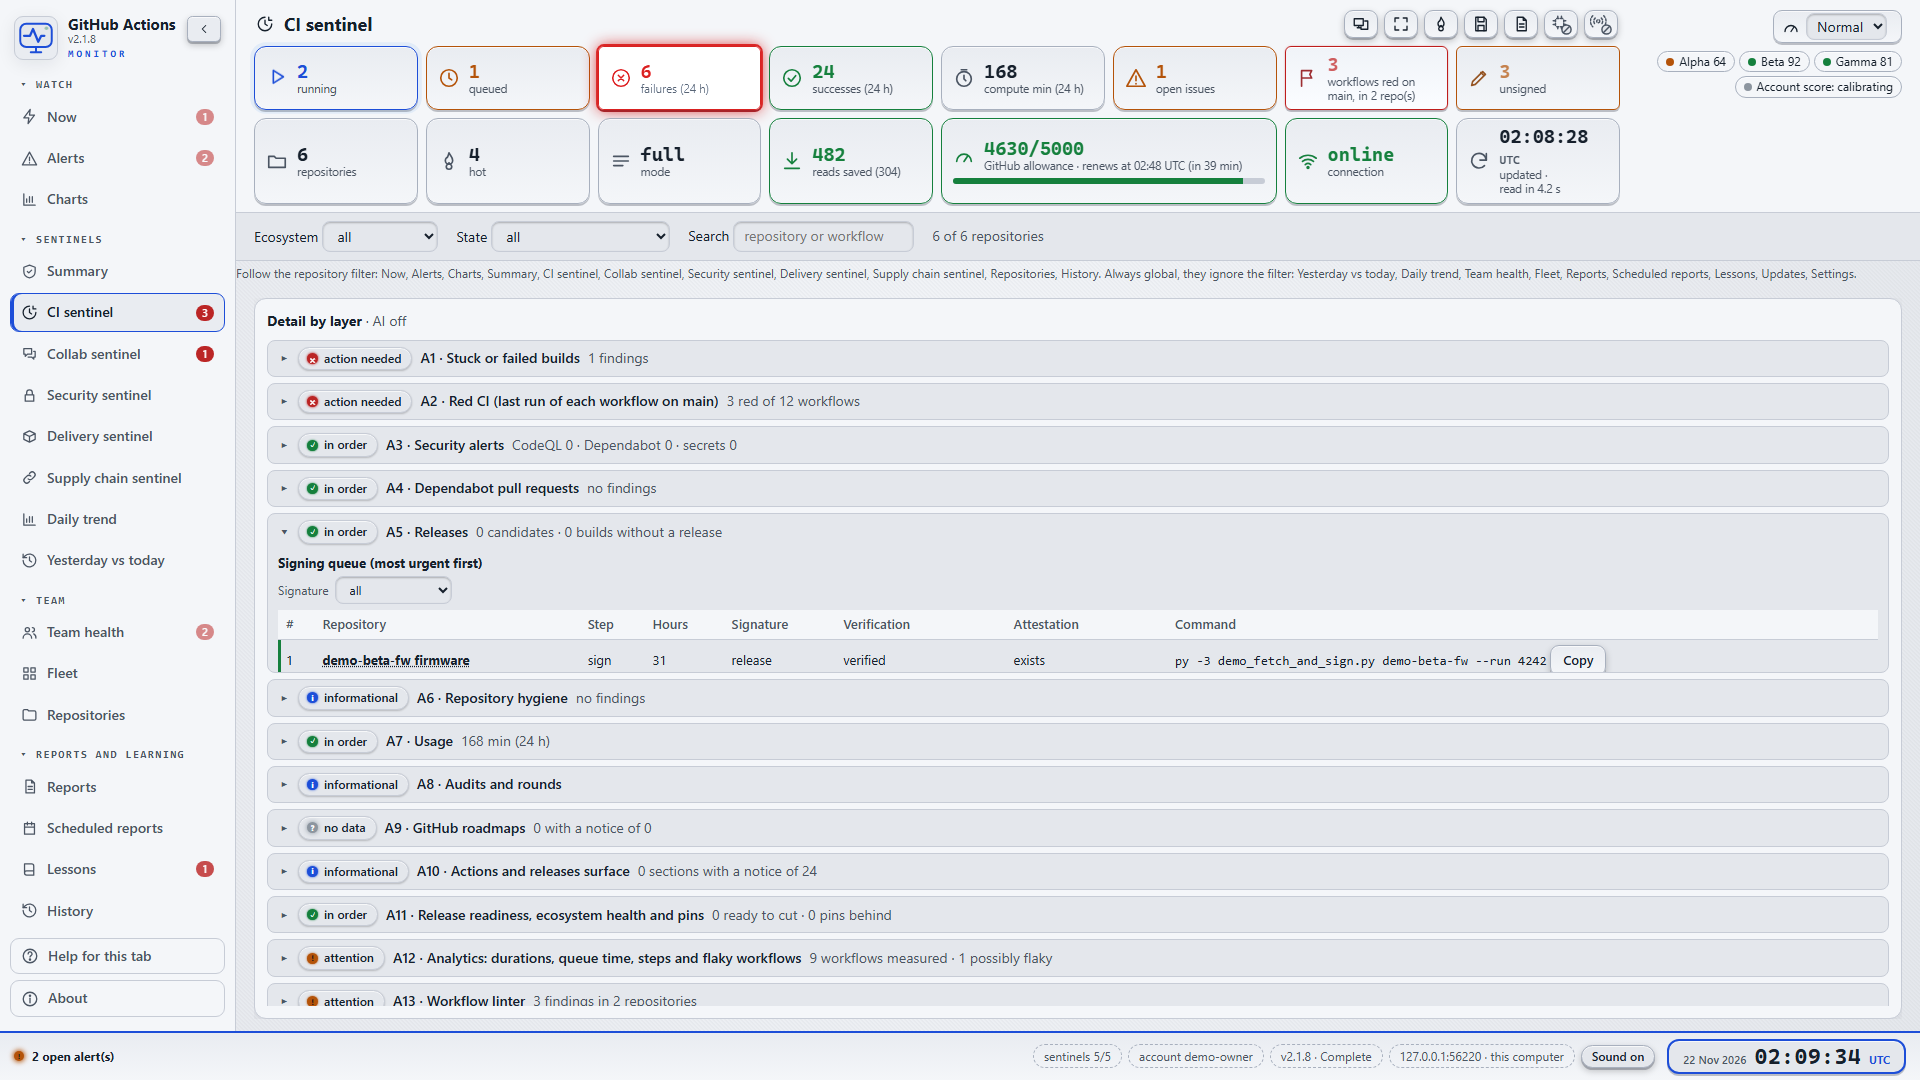 GitHub Actions
v2.1.8
MONITOR
WATCH
Now 1
Alerts 2
Charts
SENTINELS
Summary
CI sentinel 3
Collab sentinel 1
Security sentinel
Delivery sentinel
Supply chain sentinel
Daily trend
Yesterday vs today
TEAM
Team health 2
Fleet
Repositories
REPORTS AND LEARNING
Reports
Scheduled reports
Lessons 1
History
Help for this tab
About
CI sentinel
Normal
2
running
1
queued
6
failures (24 h)
24
successes (24 h)
168
compute min (24 h)
1
open issues
3
workflows red on
main, in 2 repo(s)
3
unsigned
Alpha 64
Beta 92
Gamma 81
Account score: calibrating
6
repositories
4
hot
full
mode
482
reads saved (304)
4630/5000
GitHub allowance · renews at 02:48 UTC (in 39 min)
online
connection
02:08:28
UTC
updated ·
read in 4.2 s
Ecosystem all State all Search repository or workflow 6 of 6 repositories
Follow the repository filter: Now, Alerts, Charts, Summary, CI sentinel, Collab sentinel, Security sentinel, Delivery sentinel, Supply chain sentinel, Repositories, History. Always global, they ignore the filter: Yesterday vs today, Daily trend, Team health, Fleet, Reports, Scheduled reports, Lessons, Updates, Settings.
Detail by layer · AI off
action needed A1 · Stuck or failed builds 1 findings
action needed A2 · Red CI (last run of each workflow on main) 3 red of 12 workflows
in order A3 · Security alerts CodeQL 0 · Dependabot 0 · secrets 0
in order A4 · Dependabot pull requests no findings
in order A5 · Releases 0 candidates · 0 builds without a release
Signing queue (most urgent first)
Signature all
# Repository Step Hours Signature Verification Attestation Command
1 demo-beta-fw firmware sign 31 release verified exists py -3 demo_fetch_and_sign.py demo-beta-fw --run 4242 Copy
informational A6 · Repository hygiene no findings
in order A7 · Usage 168 min (24 h)
informational A8 · Audits and rounds
no data A9 · GitHub roadmaps 0 with a notice of 0
informational A10 · Actions and releases surface 0 sections with a notice of 24
in order A11 · Release readiness, ecosystem health and pins 0 ready to cut · 0 pins behind
attention A12 · Analytics: durations, queue time, steps and flaky workflows 9 workflows measured · 1 possibly flaky
attention A13 · Workflow linter 3 findings in 2 repositories
2 open alert(s)
sentinels 5/5
account demo-owner
v2.1.8 · Complete
127.0.0.1:56220 · this computer
Sound on
22 Nov 2026 02:09:34 UTC